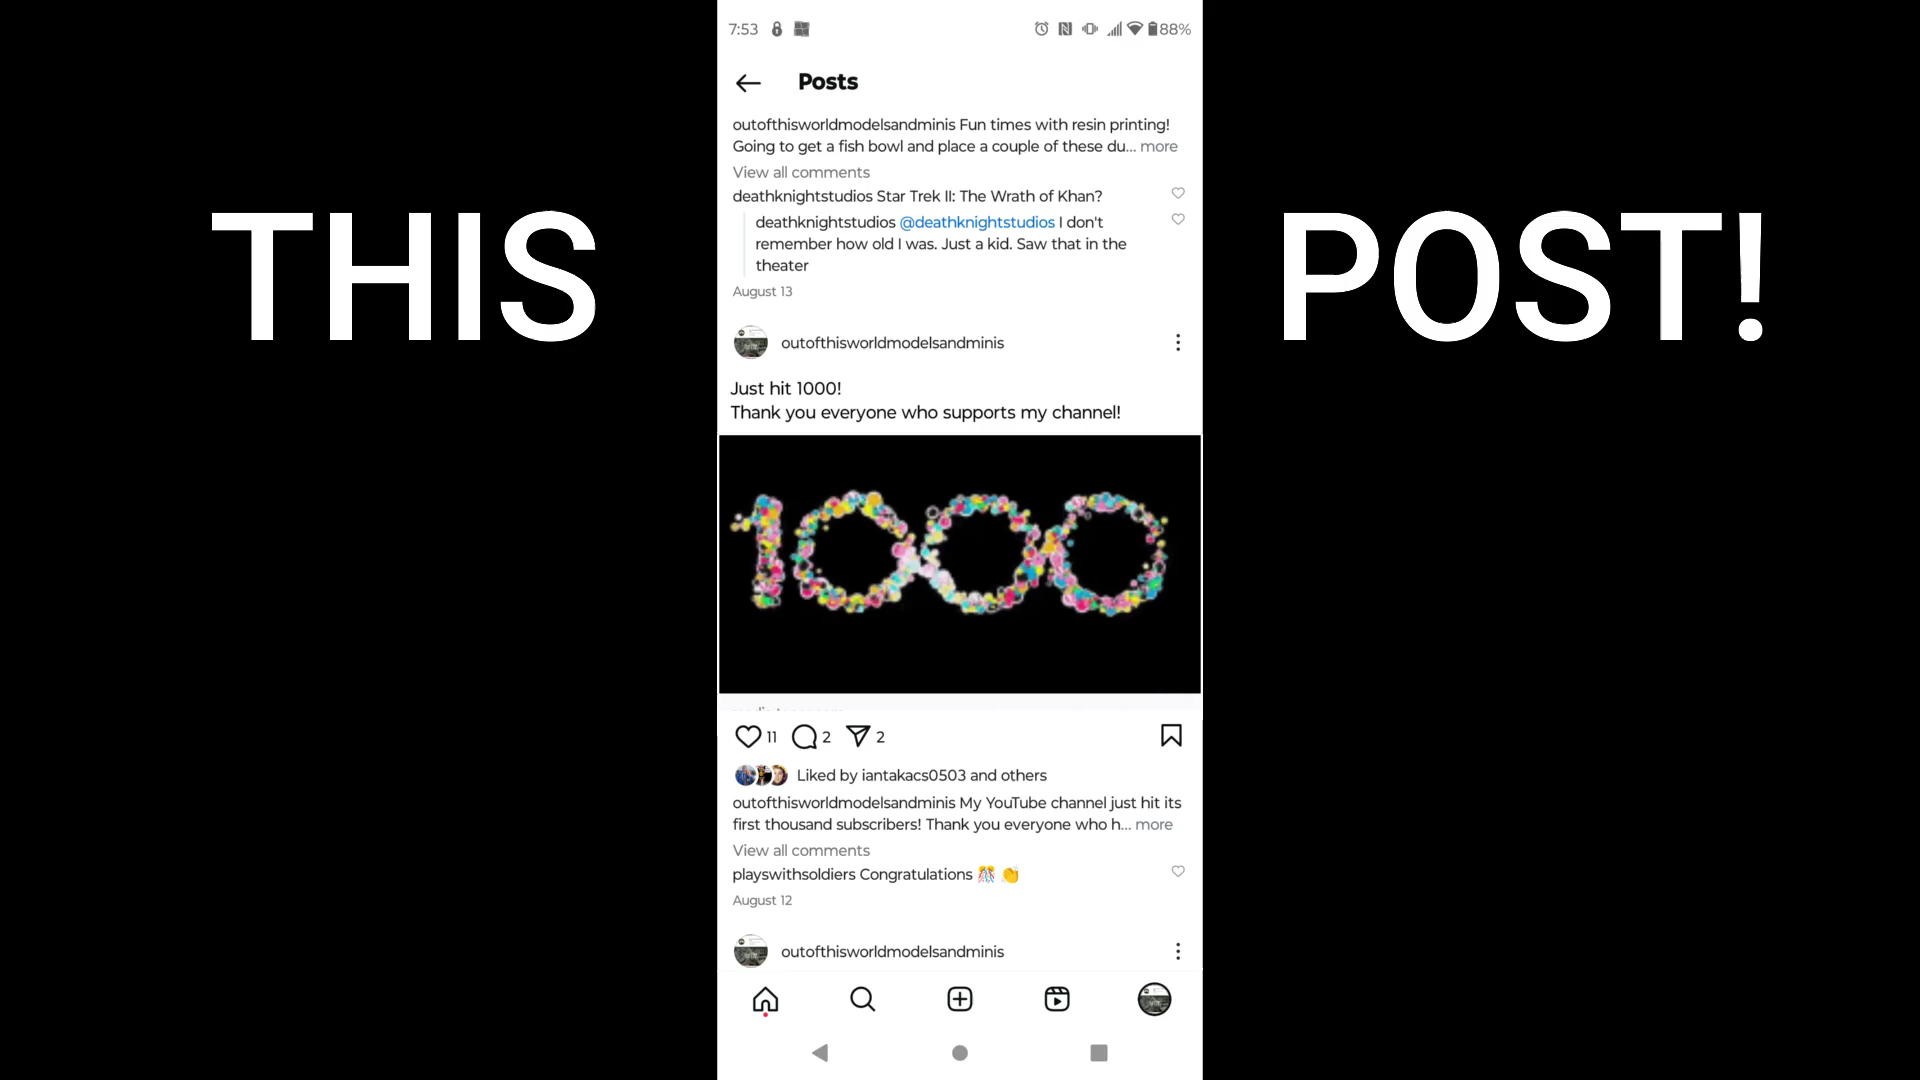 7:53
88%
Posts
outofthisworldmodelsandminis Fun times with resin printing!
Going to get a fish bowl and place a couple of these du... more
View all comments
deathknightstudios Star Trek II: The Wrath of Khan?
deathknightstudios @deathknightstudios I don't
remember how old I was. Just a kid. Saw that in the
theater
August 13
THIS
POST!
outofthisworldmodelsandminis
Just hit 1000!
Thank you everyone who supports my channel!
1000
11 2 2
Liked by iantakacs0503 and others
outofthisworldmodelsandminis My YouTube channel just hit its
first thousand subscribers! Thank you everyone who h... more
View all comments
playswithsoldiers Congratulations 🎊 👏
August 12
outofthisworldmodelsandminis